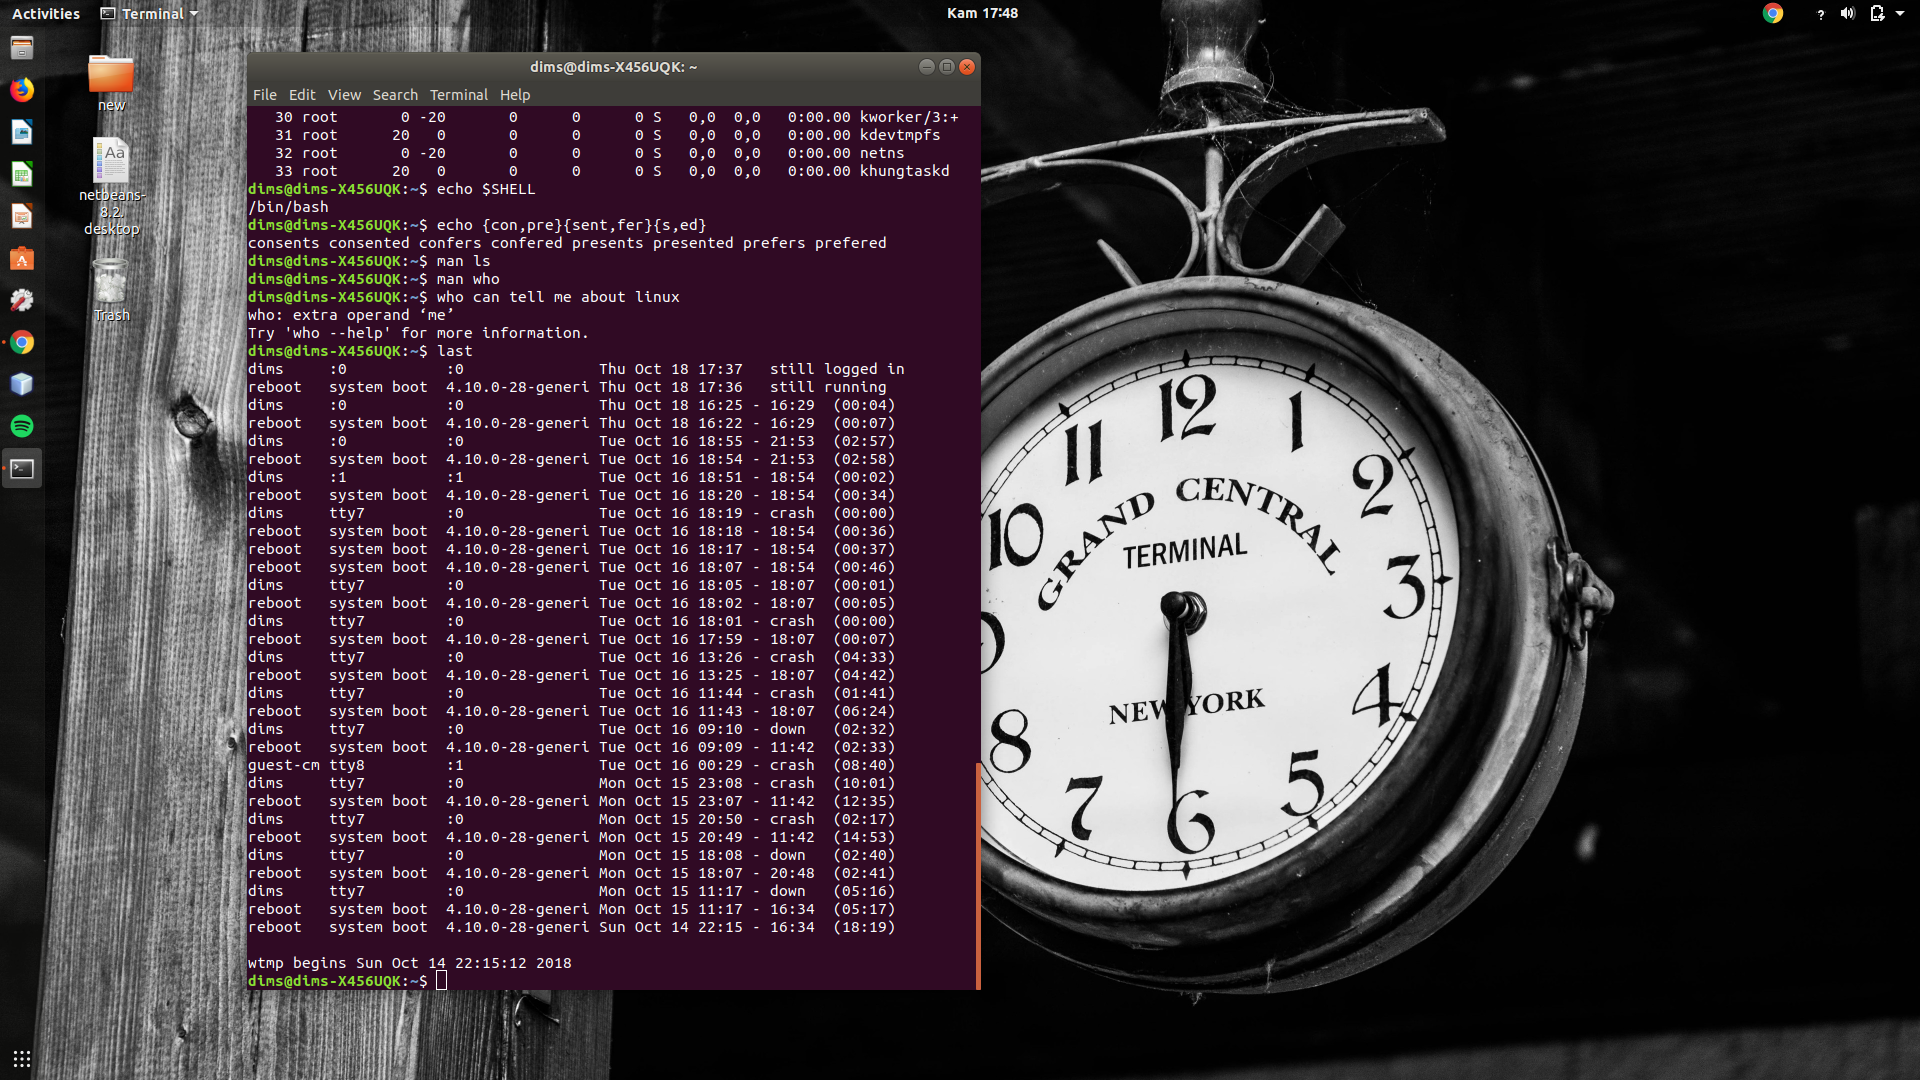 Activities Terminal Kam 17:48 ?
new
netbeans-
8.2.
desktop
Trash
dims@dims-X456UQK: ~
File Edit View Search Terminal Help
30 root 0 -20 0 0 0 S 0,0 0,0 0:00.00 kworker/3:+
31 root 20 0 0 0 0 S 0,0 0,0 0:00.00 kdevtmpfs
32 root 0 -20 0 0 0 S 0,0 0,0 0:00.00 netns
33 root 20 0 0 0 0 S 0,0 0,0 0:00.00 khungtaskd
dims@dims-X456UQK:~$ echo $SHELL
/bin/bash
dims@dims-X456UQK:~$ echo {con,pre}{sent,fer}{s,ed}
consents consented confers confered presents presented prefers prefered
dims@dims-X456UQK:~$ man ls
dims@dims-X456UQK:~$ man who
dims@dims-X456UQK:~$ who can tell me about linux
who: extra operand ‘me’
Try 'who --help' for more information.
dims@dims-X456UQK:~$ last
dims :0 :0 Thu Oct 18 17:37 still logged in
reboot system boot 4.10.0-28-generi Thu Oct 18 17:36 still running
dims :0 :0 Thu Oct 18 16:25 - 16:29 (00:04)
reboot system boot 4.10.0-28-generi Thu Oct 18 16:22 - 16:29 (00:07)
dims :0 :0 Tue Oct 16 18:55 - 21:53 (02:57)
reboot system boot 4.10.0-28-generi Tue Oct 16 18:54 - 21:53 (02:58)
dims :1 :1 Tue Oct 16 18:51 - 18:54 (00:02)
reboot system boot 4.10.0-28-generi Tue Oct 16 18:20 - 18:54 (00:34)
dims tty7 :0 Tue Oct 16 18:19 - crash (00:00)
reboot system boot 4.10.0-28-generi Tue Oct 16 18:18 - 18:54 (00:36)
reboot system boot 4.10.0-28-generi Tue Oct 16 18:17 - 18:54 (00:37)
reboot system boot 4.10.0-28-generi Tue Oct 16 18:07 - 18:54 (00:46)
dims tty7 :0 Tue Oct 16 18:05 - 18:07 (00:01)
reboot system boot 4.10.0-28-generi Tue Oct 16 18:02 - 18:07 (00:05)
dims tty7 :0 Tue Oct 16 18:01 - crash (00:00)
reboot system boot 4.10.0-28-generi Tue Oct 16 17:59 - 18:07 (00:07)
dims tty7 :0 Tue Oct 16 13:26 - crash (04:33)
reboot system boot 4.10.0-28-generi Tue Oct 16 13:25 - 18:07 (04:42)
dims tty7 :0 Tue Oct 16 11:44 - crash (01:41)
reboot system boot 4.10.0-28-generi Tue Oct 16 11:43 - 18:07 (06:24)
dims tty7 :0 Tue Oct 16 09:10 - down (02:32)
reboot system boot 4.10.0-28-generi Tue Oct 16 09:09 - 11:42 (02:33)
guest-cm tty8 :1 Tue Oct 16 00:29 - crash (08:40)
dims tty7 :0 Mon Oct 15 23:08 - crash (10:01)
reboot system boot 4.10.0-28-generi Mon Oct 15 23:07 - 11:42 (12:35)
dims tty7 :0 Mon Oct 15 20:50 - crash (02:17)
reboot system boot 4.10.0-28-generi Mon Oct 15 20:49 - 11:42 (14:53)
dims tty7 :0 Mon Oct 15 18:08 - down (02:40)
reboot system boot 4.10.0-28-generi Mon Oct 15 18:07 - 20:48 (02:41)
dims tty7 :0 Mon Oct 15 11:17 - down (05:16)
reboot system boot 4.10.0-28-generi Mon Oct 15 11:17 - 16:34 (05:17)
reboot system boot 4.10.0-28-generi Sun Oct 14 22:15 - 16:34 (18:19)
wtmp begins Sun Oct 14 22:15:12 2018
dims@dims-X456UQK:~$
12
1
2
3
4
5
6
7
8
9
10
11
GRAND CENTRAL
TERMINAL
NEW YORK